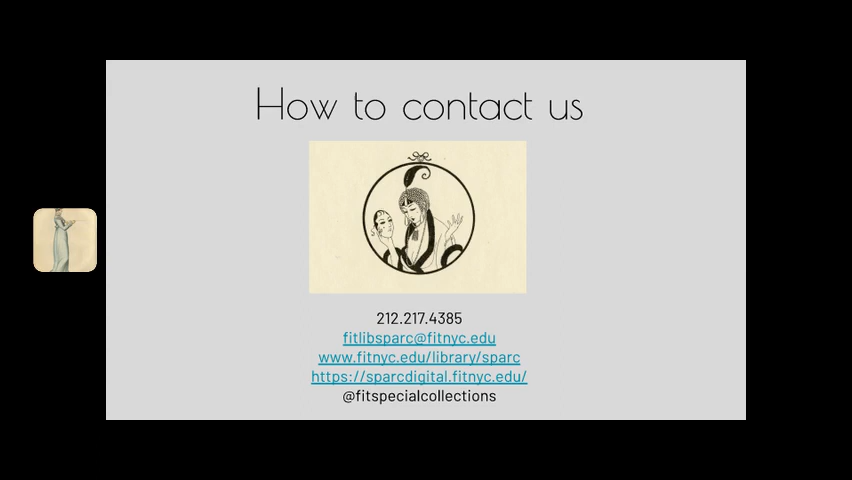 How to contact us
212.217.4385
fitlibsparc@fitnyc.edu
www.fitnyc.edu/library/sparc
https://sparcdigital.fitnyc.edu/
@fitspecialcollections